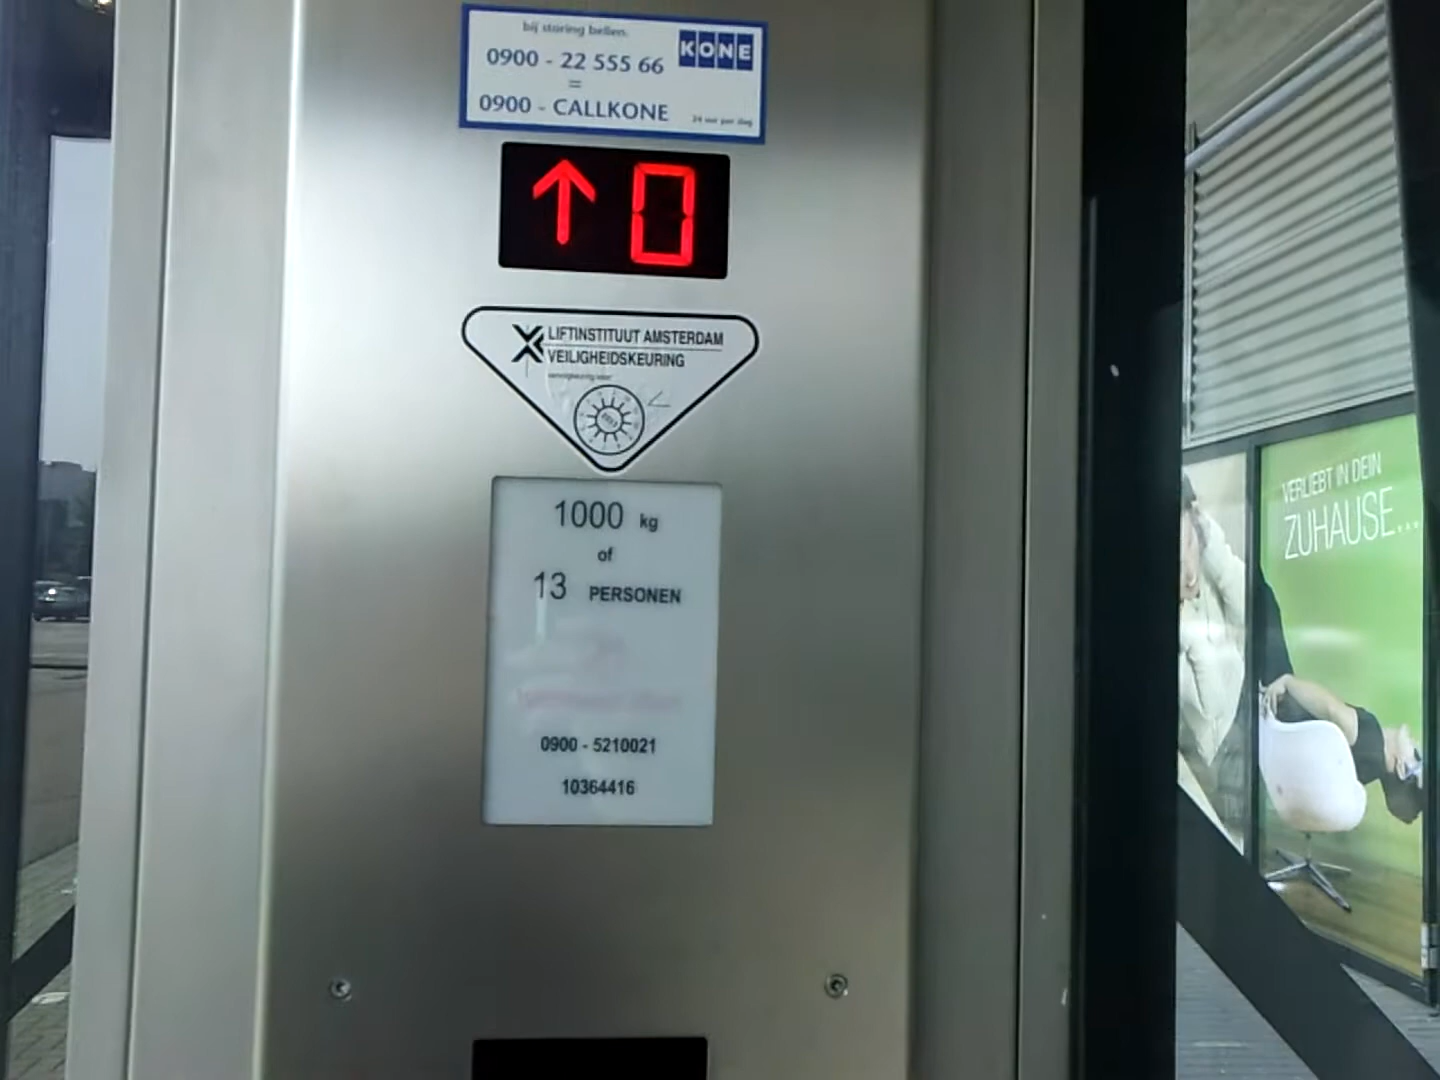 bij storing bellen:
KONE
0900 - 22 555 66
=
0900 - CALLKONE
24 uur per dag
↑ 0
LIFTINSTITUUT AMSTERDAM
VEILIGHEIDSKEURING
1000 kg
of
13 PERSONEN
0900 - 5210021
10364416
VERLIEBT IN DEIN
ZUHAUSE...